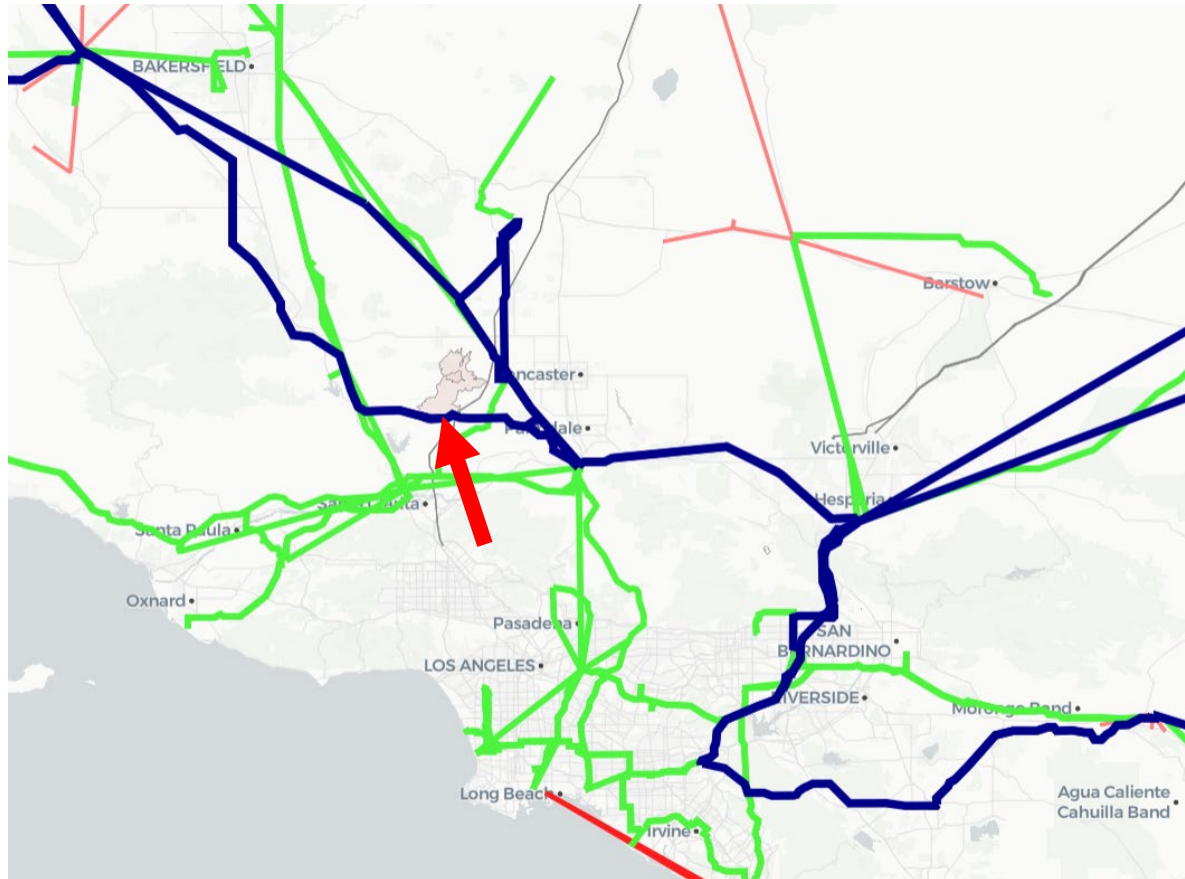 BAKERSFIELD
Barstow
Lancaster
Palmdale
Victorville
Hesperia
Santa Clarita
Santa Paula
Oxnard
Pasadena
SAN
BERNARDINO
LOS ANGELES
RIVERSIDE
Morongo Band
Long Beach
Agua Caliente
Cahuilla Band
Irvine